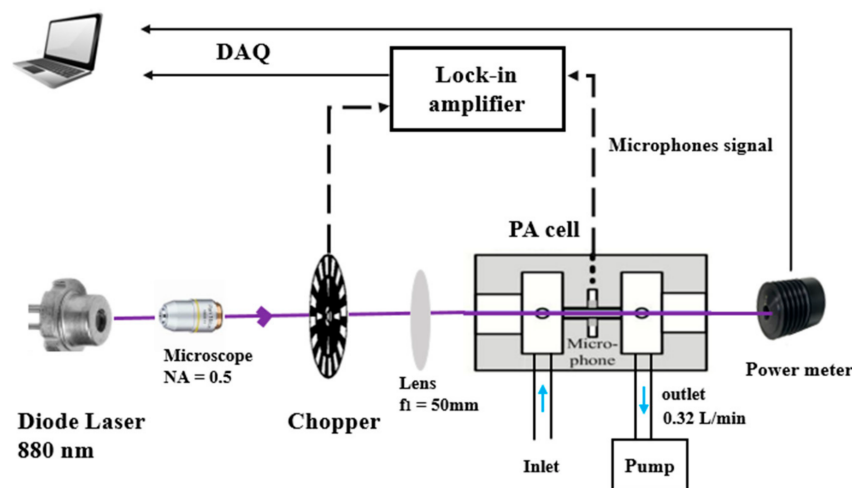 DAQ
Lock-in
amplifier
Microphones signal
PA cell
Micro-
phone
Microscope
NA = 0.5
Lens
f1 = 50mm
Power meter
Diode Laser
880 nm
Chopper
outlet
0.32 L/min
Inlet
Pump